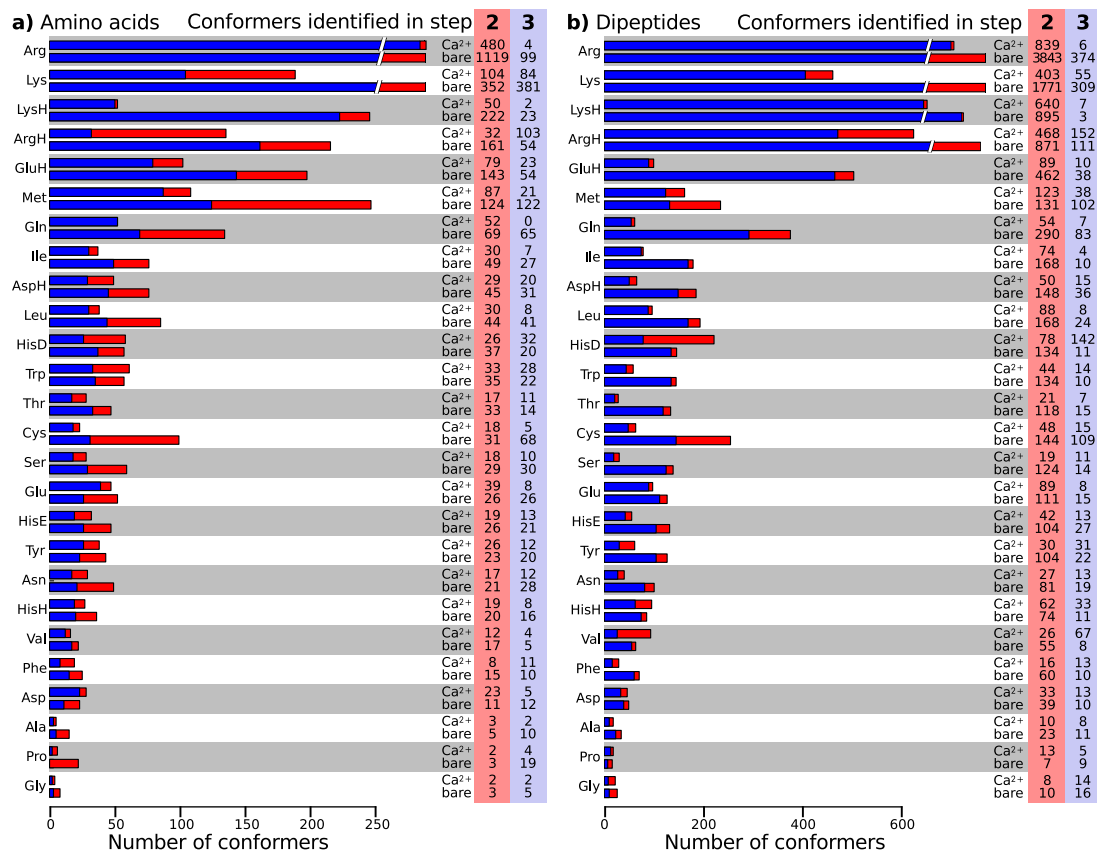 a) Amino acids Conformers identified in step 2 3
Arg
Ca²⁺ 480 4
bare 1119 99
Lys
Ca²⁺ 104 84
bare 352 381
LysH
Ca²⁺ 50 2
bare 222 23
ArgH
Ca²⁺ 32 103
bare 161 54
GluH
Ca²⁺ 79 23
bare 143 54
Met
Ca²⁺ 87 21
bare 124 122
Gln
Ca²⁺ 52 0
bare 69 65
Ile
Ca²⁺ 30 7
bare 49 27
AspH
Ca²⁺ 29 20
bare 45 31
Leu
Ca²⁺ 30 8
bare 44 41
HisD
Ca²⁺ 26 32
bare 37 20
Trp
Ca²⁺ 33 28
bare 35 22
Thr
Ca²⁺ 17 11
bare 33 14
Cys
Ca²⁺ 18 5
bare 31 68
Ser
Ca²⁺ 18 10
bare 29 30
Glu
Ca²⁺ 39 8
bare 26 26
HisE
Ca²⁺ 19 13
bare 26 21
Tyr
Ca²⁺ 26 12
bare 23 20
Asn
Ca²⁺ 17 12
bare 21 28
HisH
Ca²⁺ 19 8
bare 20 16
Val
Ca²⁺ 12 4
bare 17 5
Phe
Ca²⁺ 8 11
bare 15 10
Asp
Ca²⁺ 23 5
bare 11 12
Ala
Ca²⁺ 3 2
bare 5 10
Pro
Ca²⁺ 2 4
bare 3 19
Gly
Ca²⁺ 2 2
bare 3 5
0 50 100 150 200 250
Number of conformers
b) Dipeptides Conformers identified in step 2 3
Arg
Ca²⁺ 839 6
bare 3843 374
Lys
Ca²⁺ 403 55
bare 1771 309
LysH
Ca²⁺ 640 7
bare 895 3
ArgH
Ca²⁺ 468 152
bare 871 111
GluH
Ca²⁺ 89 10
bare 462 38
Met
Ca²⁺ 123 38
bare 131 102
Gln
Ca²⁺ 54 7
bare 290 83
Ile
Ca²⁺ 74 4
bare 168 10
AspH
Ca²⁺ 50 15
bare 148 36
Leu
Ca²⁺ 88 8
bare 168 24
HisD
Ca²⁺ 78 142
bare 134 11
Trp
Ca²⁺ 44 14
bare 134 10
Thr
Ca²⁺ 21 7
bare 118 15
Cys
Ca²⁺ 48 15
bare 144 109
Ser
Ca²⁺ 19 11
bare 124 14
Glu
Ca²⁺ 89 8
bare 111 15
HisE
Ca²⁺ 42 13
bare 104 27
Tyr
Ca²⁺ 30 31
bare 104 22
Asn
Ca²⁺ 27 13
bare 81 19
HisH
Ca²⁺ 62 33
bare 74 11
Val
Ca²⁺ 26 67
bare 55 8
Phe
Ca²⁺ 16 13
bare 60 10
Asp
Ca²⁺ 33 13
bare 39 10
Ala
Ca²⁺ 10 8
bare 23 11
Pro
Ca²⁺ 13 5
bare 7 9
Gly
Ca²⁺ 8 14
bare 10 16
0 200 400 600
Number of conformers